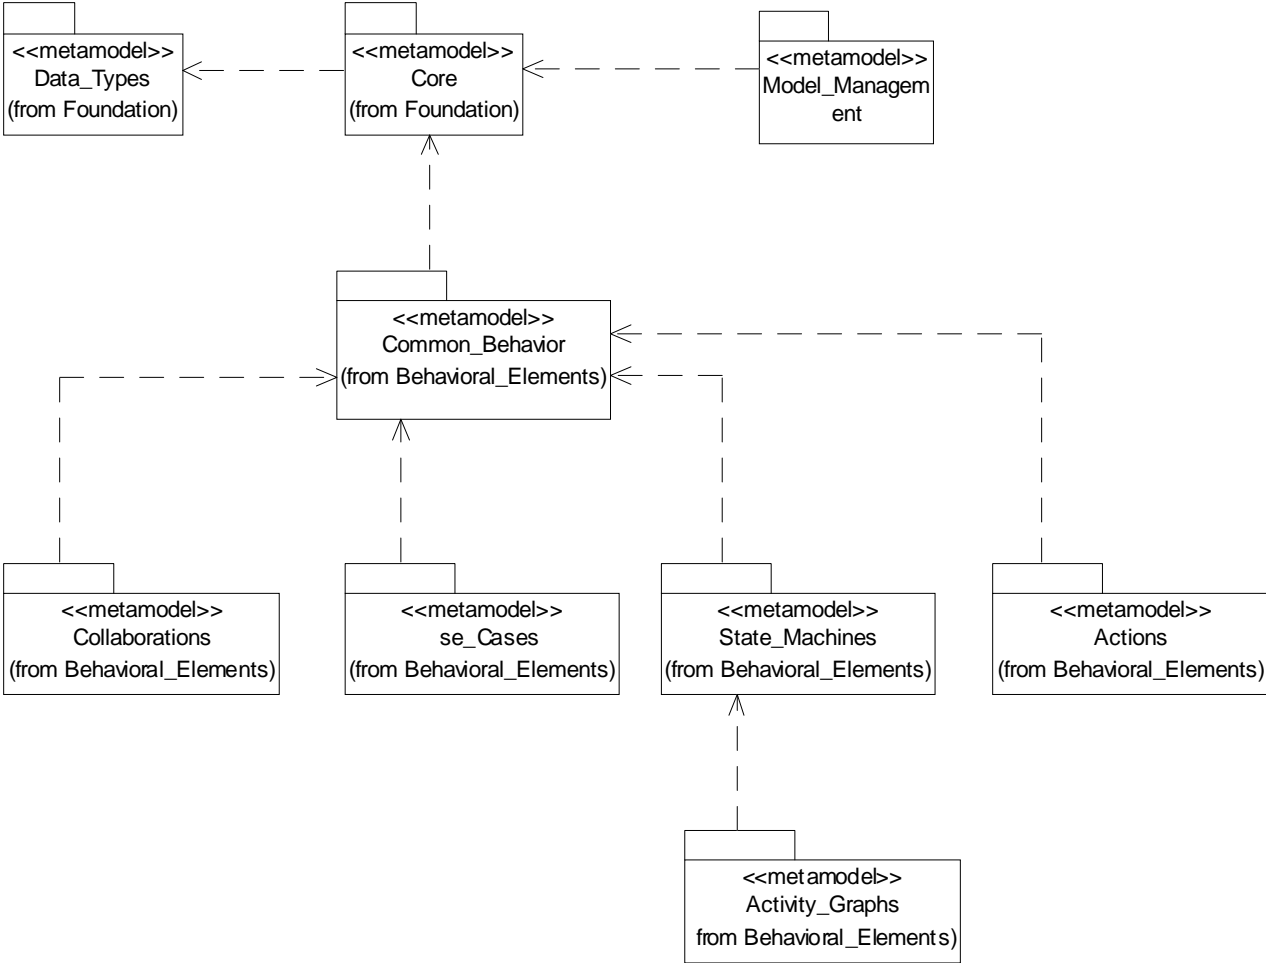 <<metamodel>>
Data_Types
(from Foundation)
<<metamodel>>
Core
(from Foundation)
<<metamodel>>
Model_Managem
ent
<<metamodel>>
Common_Behavior
(from Behavioral_Elements)
<<metamodel>>
Collaborations
(from Behavioral_Elements)
<<metamodel>>
se_Cases
(from Behavioral_Elements)
<<metamodel>>
State_Machines
(from Behavioral_Elements)
<<metamodel>>
Actions
(from Behavioral_Elements)
<<metamodel>>
Activity_Graphs
from Behavioral_Elements)